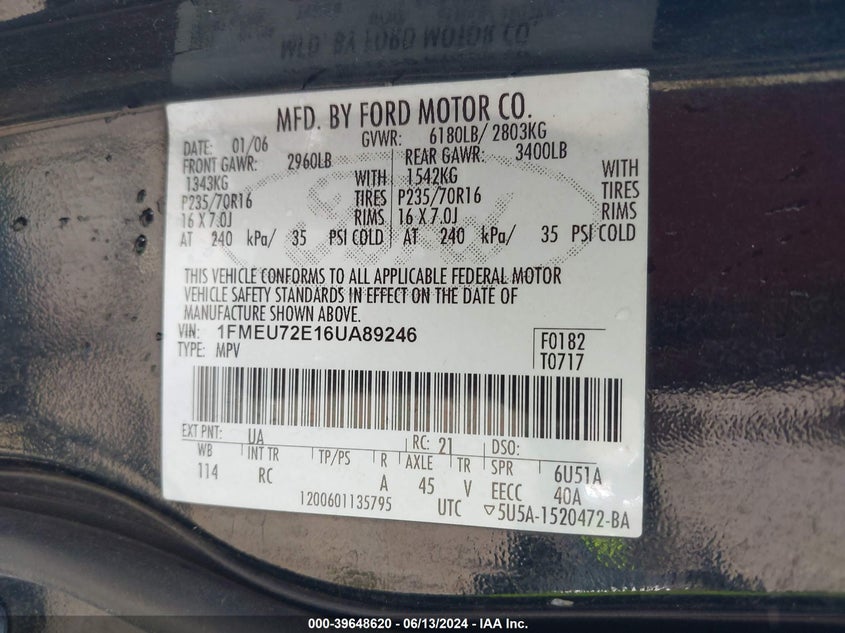 MFD. BY FORD MOTOR CO.
MFD. BY FORD MOTOR CO.
DATE: 01/06 GVWR: 6180LB/ 2803KG
FRONT GAWR: 2960LB REAR GAWR: 3400LB
1343KG WITH 1542KG WITH
P235/70R16 TIRES P235/70R16 TIRES
16 X 7.0J RIMS 16 X 7.0J RIMS
AT 240 kPa/ 35 PSI COLD AT 240 kPa/ 35 PSI COLD
THIS VEHICLE CONFORMS TO ALL APPLICABLE FEDERAL MOTOR
VEHICLE SAFETY STANDARDS IN EFFECT ON THE DATE OF
MANUFACTURE SHOWN ABOVE.
VIN: 1FMEU72E16UA89246
TYPE: MPV
F0182
T0717
EXT PNT: UA RC: 21 DSO:
WB INT TR TP/PS R AXLE TR SPR 6U51A
114 RC A 45 V EECC 40A
1200601135795 UTC ▽5U5A-1520472-BA
000-39648620 - 06/13/2024 - IAA Inc.